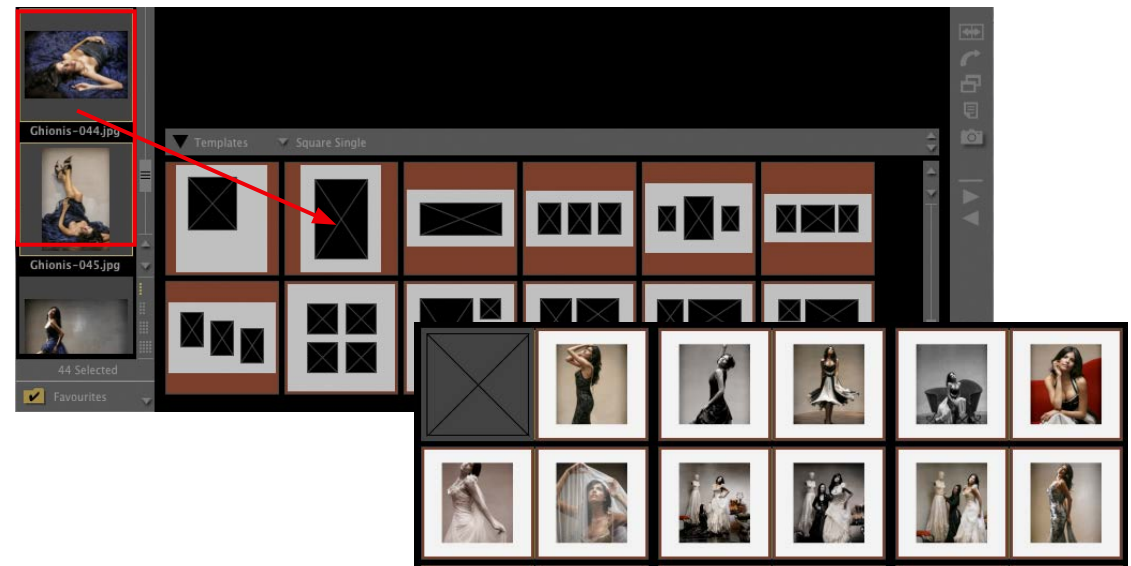 Ghionis-044.jpg
Templates
Square Single
Ghionis-045.jpg
44 Selected
Favourites